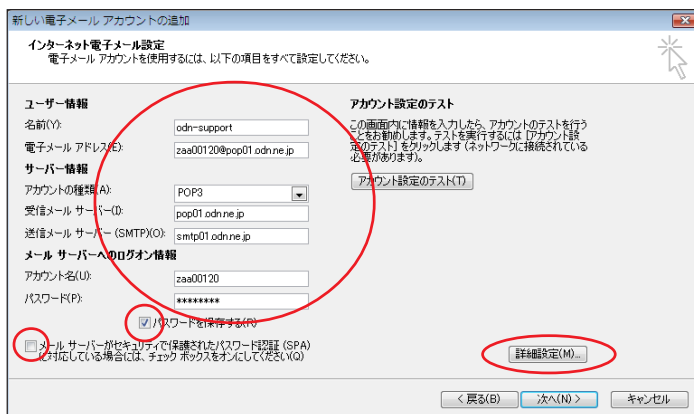 新しい電子メール アカウントの追加
インターネット電子メール設定
電子メール アカウントを使用するには、以下の項目をすべて設定してください。
ユーザー情報
名前(Y):
odn-support
電子メール アドレス(E):
zaa00120@pop01.odn.ne.jp
サーバー情報
アカウントの種類(A):
POP3
受信メール サーバー(I):
pop01.odn.ne.jp
送信メール サーバー (SMTP)(O):
smtp01.odn.ne.jp
メール サーバーへのログオン情報
アカウント名(U):
zaa00120
パスワード(P):
********
パスワードを保存する(R)
メール サーバーがセキュリティで保護されたパスワード認証 (SPA)
に対応している場合には、チェック ボックスをオンにしてください(Q)
アカウント設定のテスト
この画面内に情報を入力したら、アカウントのテストを行う
ことをお勧めします。テストを実行するには [アカウント設
定のテスト] をクリックします (ネットワークに接続されている
必要があります)。
アカウント設定のテスト(T)
詳細設定(M)...
< 戻る(B)
次へ(N) >
キャンセル